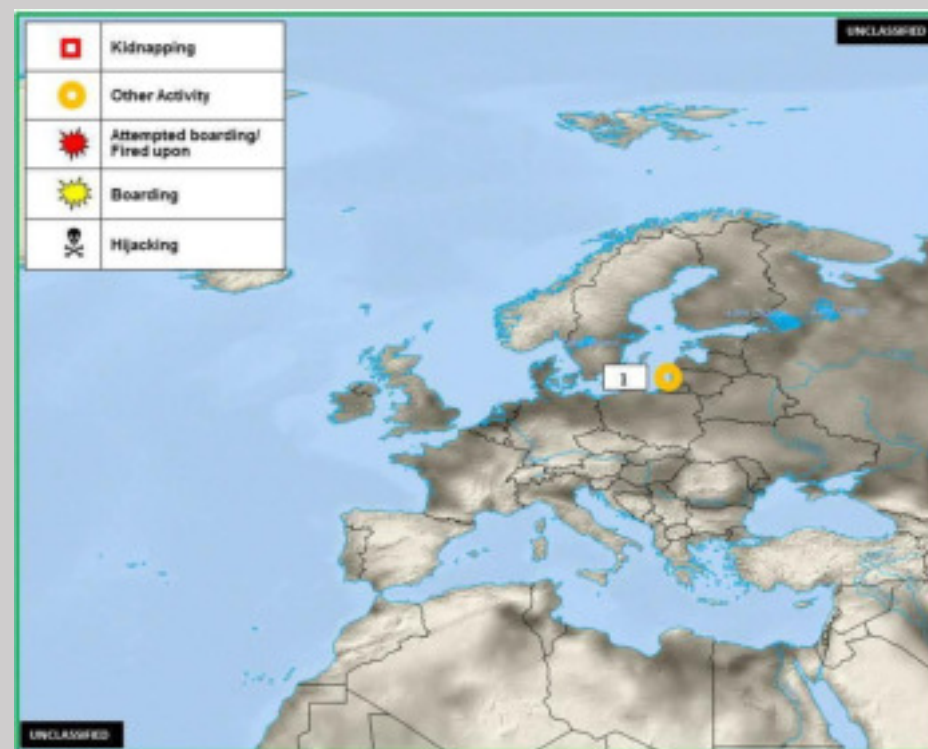 UNCLASSIFIED
Kidnapping
Other Activity
Attempted boarding/
Fired upon
Boarding
Hijacking
1
UNCLASSIFIED